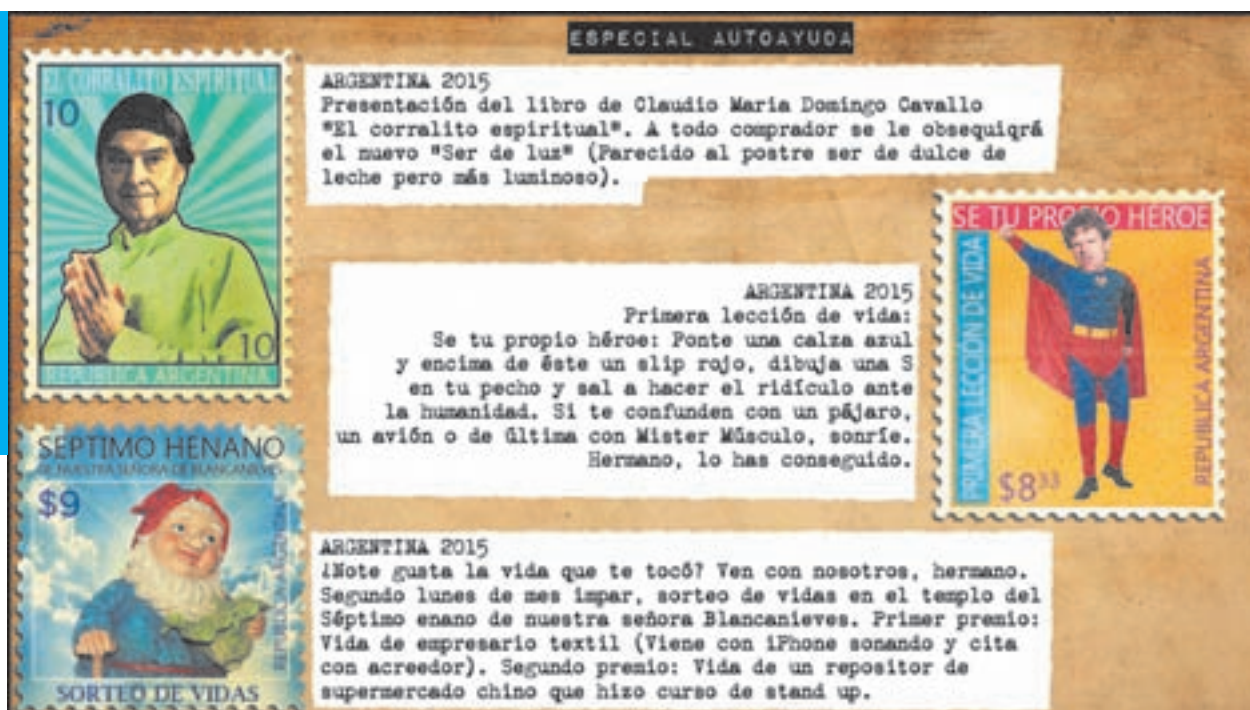 ESPECIAL AUTOAYUDA
EL CORRALITO ESPIRITUAL
10
10
REPUBLICA ARGENTINA
ARGENTINA 2015
Presentación del libro de Claudio Maria Domingo Cavallo
"El corralito espiritual". A todo comprador se le obsequiqrá
el nuevo "Ser de luz" (Parecido al postre ser de dulce de
leche pero más luminoso).
SE TU PROPIO HÉROE
PRIMERA LECCIÓN DE VIDA
REPUBLICA ARGENTINA
$8³³
ARGENTINA 2015
Primera lección de vida:
Se tu propio héroe: Ponte una calza azul
y encima de éste un slip rojo, dibuja una S
en tu pecho y sal a hacer el ridículo ante
la humanidad. Si te confunden con un pájaro,
un avión o de última con Mister Músculo, sonríe.
Hermano, lo has conseguido.
SÉPTIMO HENANO
DE NUESTRA SEÑORA DE BLANCANIEVES
$9
REPUBLICA ARGENTINA
SORTEO DE VIDAS
ARGENTINA 2015
¿Note gusta la vida que te tocó? Ven con nosotros, hermano.
Segundo lunes de mes impar, sorteo de vidas en el templo del
Séptimo enano de nuestra señora Blancanieves. Primer premio:
Vida de empresario textil (Viene con iPhone sonando y cita
con acreedor). Segundo premio: Vida de un repositor de
supermercado chino que hizo curso de stand up.